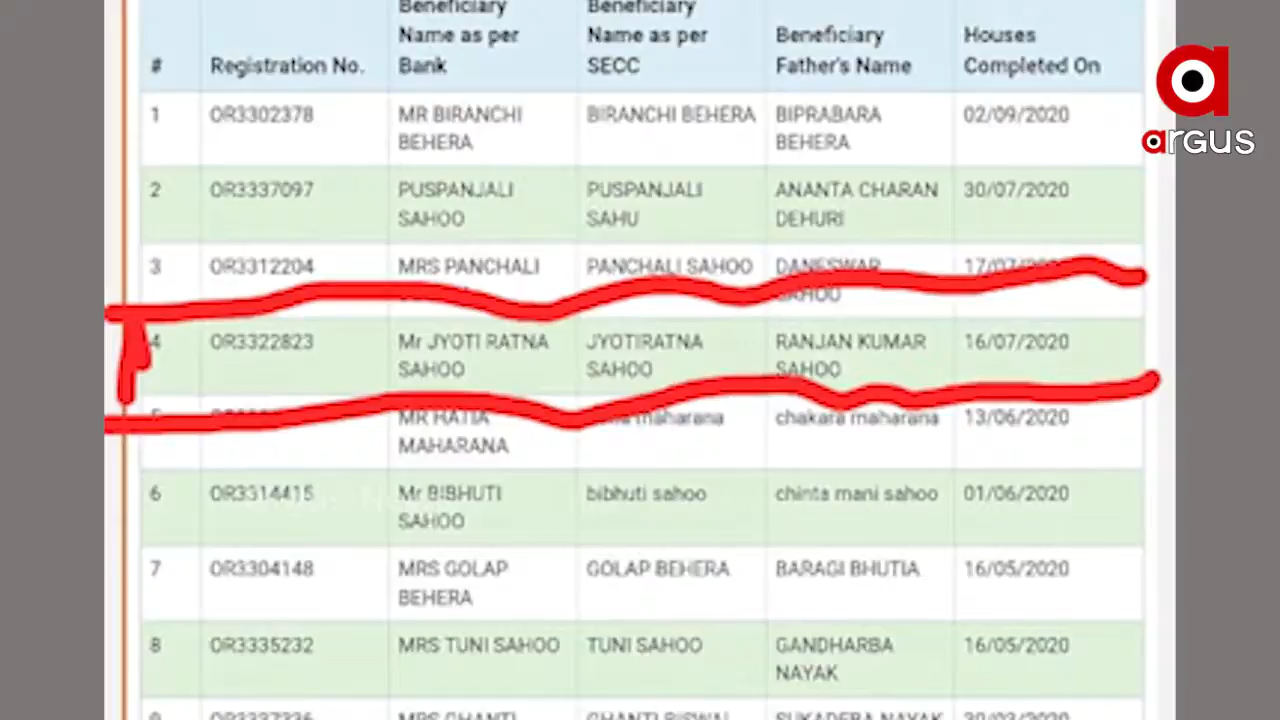 Beneficiary Beneficiary
Name as per Name as per Beneficiary Houses
# Registration No. Bank SECC Father's Name Completed On
argus
1 OR3302378 MR BIRANCHI BIRANCHI BEHERA BIPRABARA 02/09/2020
BEHERA BEHERA
2 OR3337097 PUSPANJALI PUSPANJALI ANANTA CHARAN 30/07/2020
SAHOO SAHU DEHURI
3 OR3312204 MRS PANCHALI PANCHALI SAHOO DANESWAR
SAHOO
4 OR3322823 Mr JYOTI RATNA JYOTIRATNA RANJAN KUMAR 16/07/2020
SAHOO SAHOO SAHOO
5 MR HATIA maharana chakara maharana 13/06/2020
MAHARANA
6 OR3314415 Mr BIBHUTI bibhuti sahoo chinta mani sahoo 01/06/2020
SAHOO
7 OR3304148 MRS GOLAP GOLAP BEHERA BARAGI BHUTIA 16/05/2020
BEHERA
8 OR3335232 MRS TUNI SAHOO TUNI SAHOO GANDHARBA 16/05/2020
NAYAK